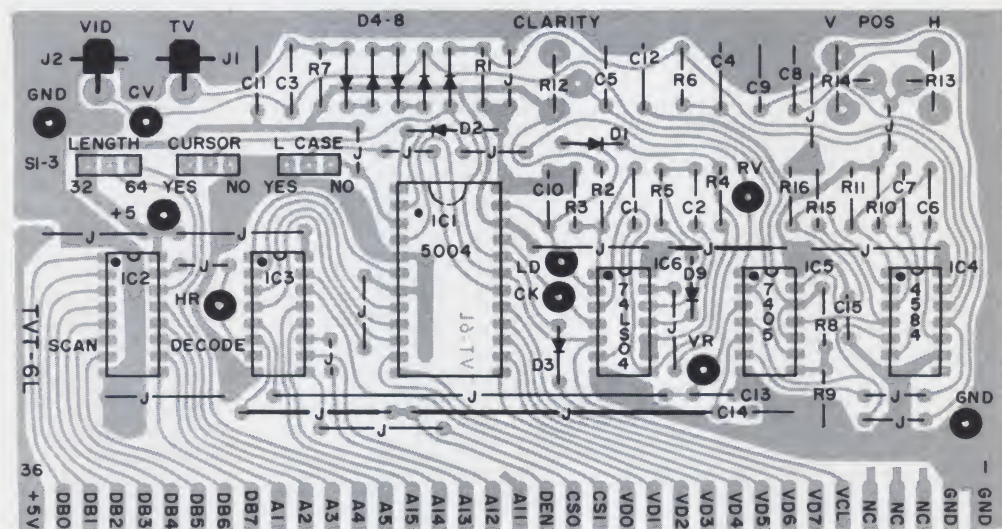 VID TV D4-8 CLARITY V POS H
J2 J1 C11 C3 R7 R1 J R12 C5 C12 R6 C4 C9 C8 R14 R13
GND CV J J
D2 D1
S1-3 LENGTH CURSOR L CASE J J J
32 64 YES NO YES NO
C10 R3 R2 C1 R5 C2 R4 RV R16 R15 R11 R10 C7 C6
+5 IC1
5004
J J J J J
IC2 J IC3 LD IC6 D9 IC5 IC4
HR CK 74LS04 7405 4584
TVT-6L
SCAN DECODE J J TVT-6L D3 J VR R8 C15
J J C13 R9 J
J J C14 J GND
J
36 1
+5V DB0 DB1 DB2 DB3 DB4 DB5 DB6 DB7 A1 A2 A3 A4 A5 A15 A14 A13 A12 A11 DEN CSO CS1 VD0 VD1 VD2 VD3 VD4 VD5 VD6 VD7 VCL NC NC NC GND GND